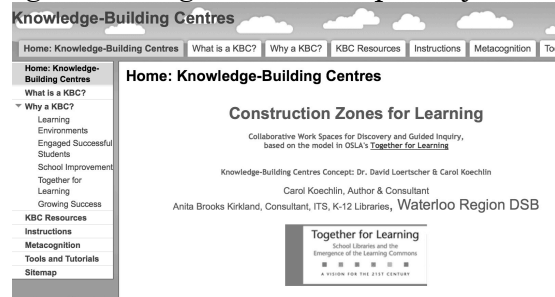 Knowledge-Building Centres
Home: Knowledge-Building Centres What is a KBC? Why a KBC? KBC Resources Instructions Metacognition
Home: Knowledge-
Building Centres
What is a KBC?
Why a KBC?
Learning
Environments
Engaged Successful
Students
School Improvement
Together for
Learning
Growing Success
KBC Resources
Instructions
Metacognition
Tools and Tutorials
Sitemap
Home: Knowledge-Building Centres
Construction Zones for Learning
Collaborative Work Spaces for Discovery and Guided Inquiry,
based on the model in OSLA's Together for Learning
Knowledge-Building Centres Concept: Dr. David Loertscher & Carol Koechlin
Carol Koechlin, Author & Consultant
Anita Brooks Kirkland, Consultant, ITS, K-12 Libraries, Waterloo Region DSB
Together for Learning
School Libraries and the
Emergence of the Learning Commons
A VISION FOR THE 21ST CENTURY